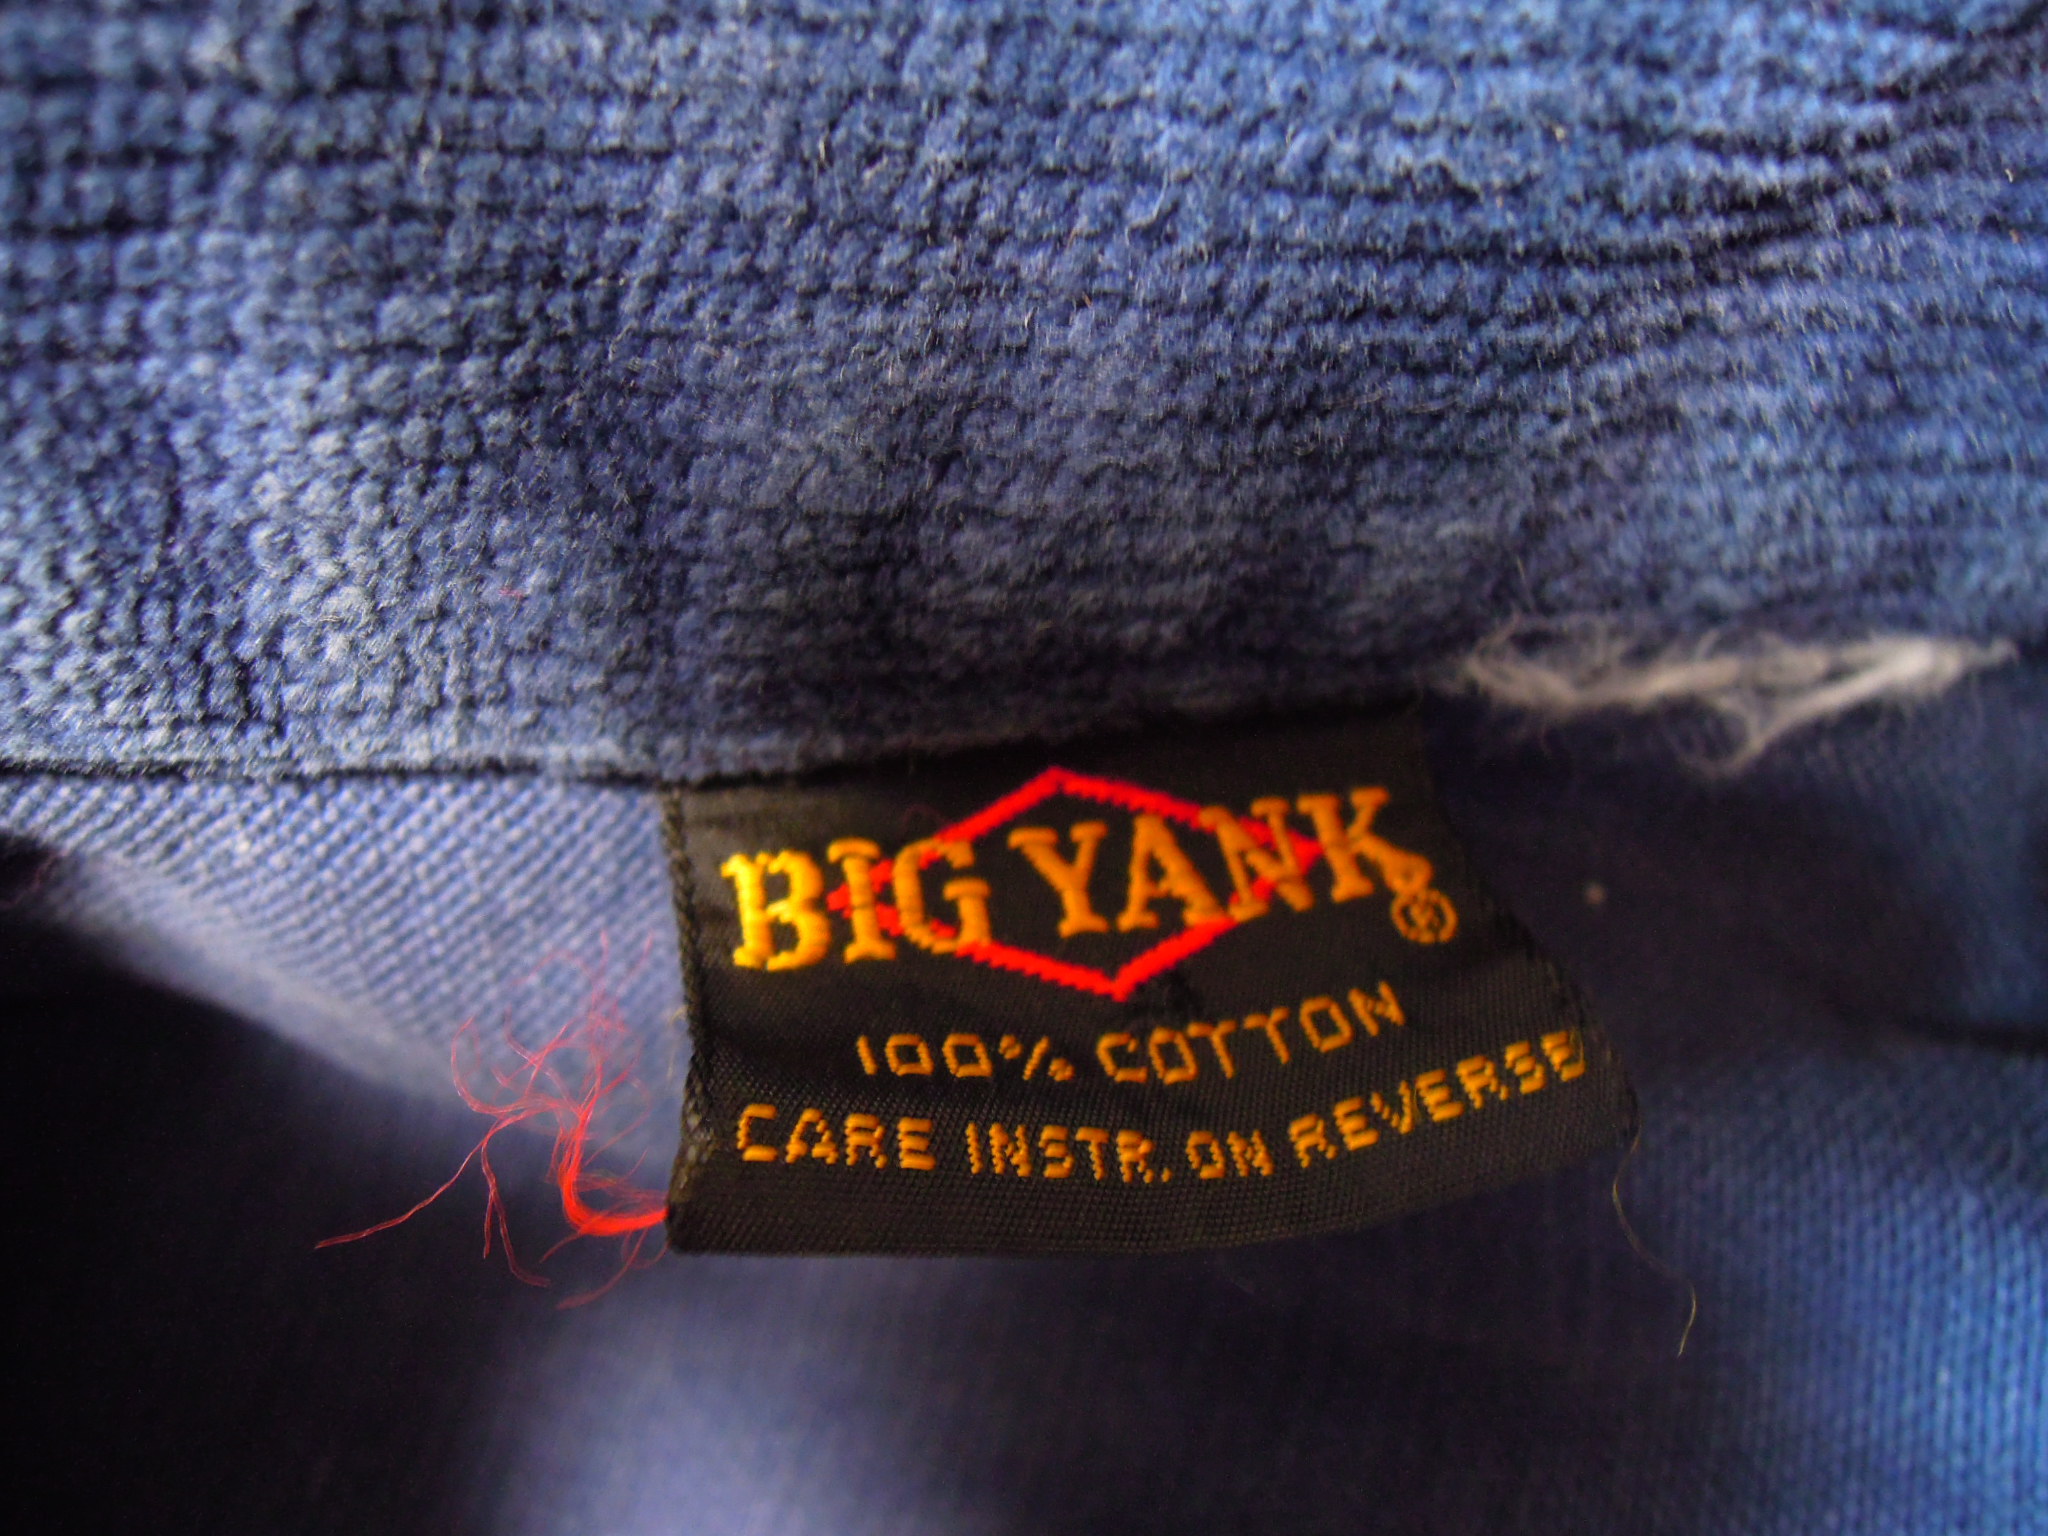 BIG YANK®
100% COTTON
CARE INSTR. ON REVERSE